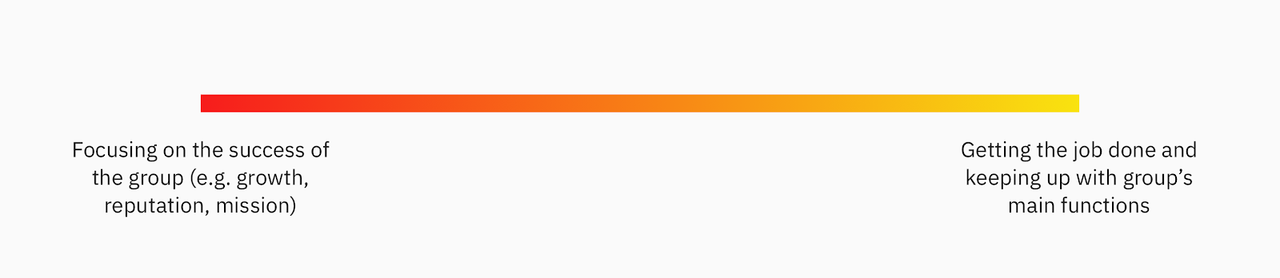 Focusing on the success of
the group (e.g. growth,
reputation, mission)
Getting the job done and
keeping up with group’s
main functions